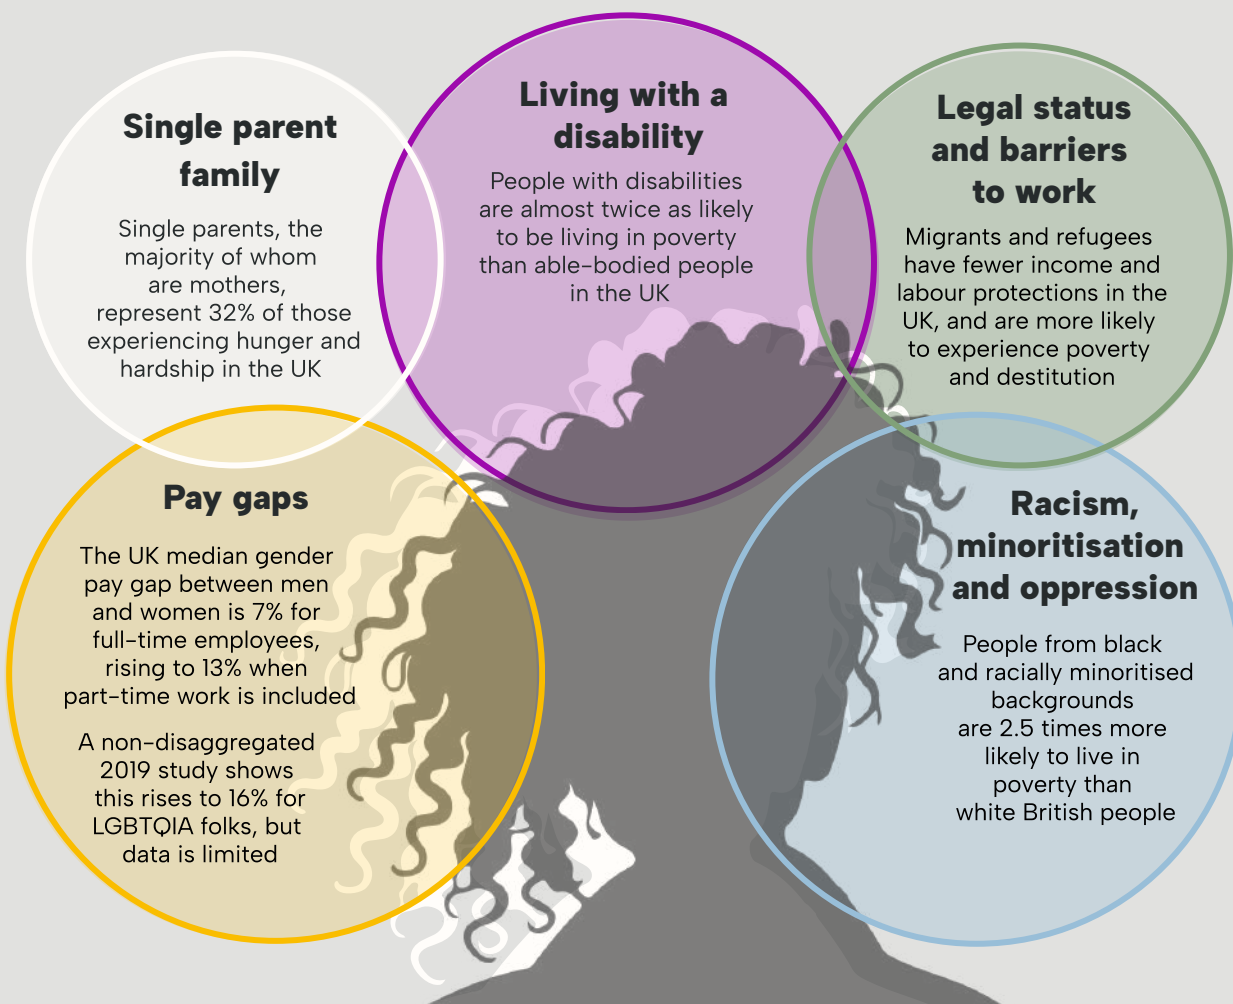 Single parent
family
Single parents, the
majority of whom
are mothers,
represent 32% of those
experiencing hunger and
hardship in the UK
Living with a
disability
People with disabilities
are almost twice as likely
to be living in poverty
than able-bodied people
in the UK
Legal status
and barriers
to work
Migrants and refugees
have fewer income and
labour protections in the
UK, and are more likely
to experience poverty
and destitution
Pay gaps
The UK median gender
pay gap between men
and women is 7% for
full-time employees,
rising to 13% when
part-time work is included
A non-disaggregated
2019 study shows
this rises to 16% for
LGBTQIA folks, but
data is limited
Racism,
minoritisation
and oppression
People from black
and racially minoritised
backgrounds
are 2.5 times more
likely to live in
poverty than
white British people